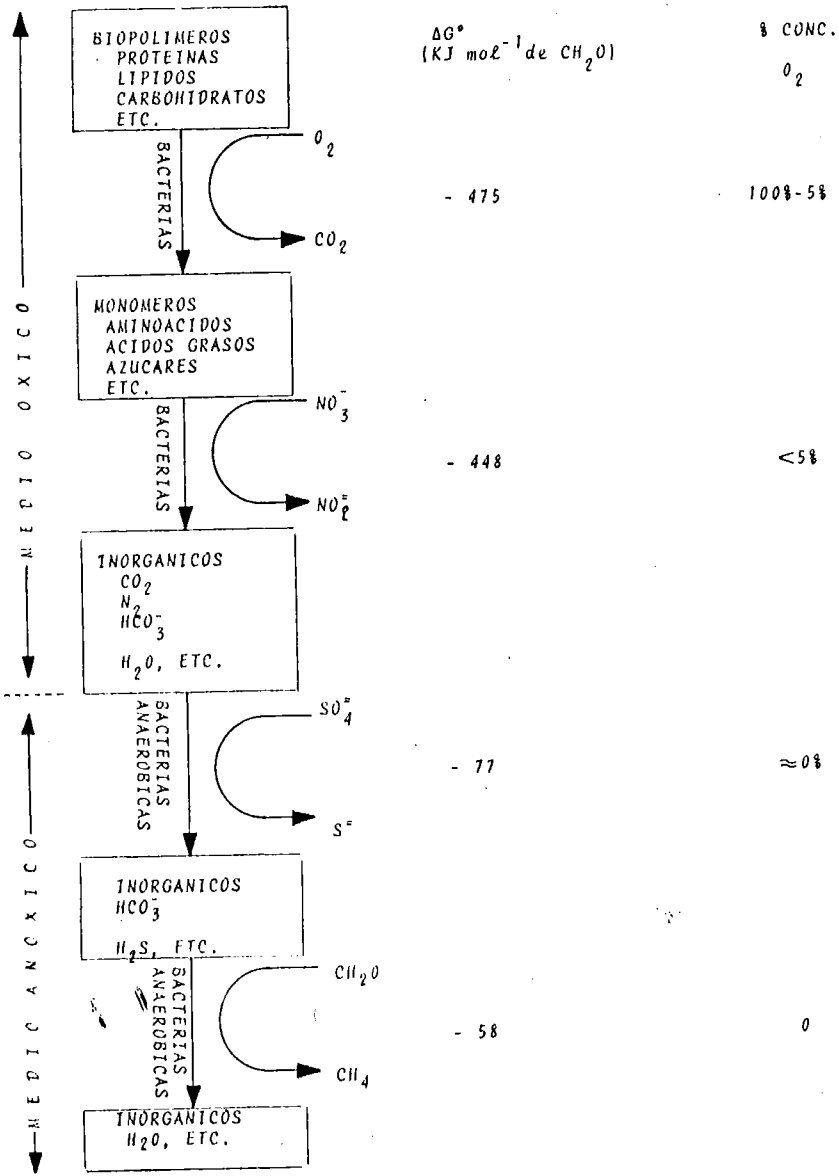 BIOPOLIMEROS
PROTEINAS
LIPIDOS
CARBOHIDRATOS
ETC.
ΔG°
(KJ mol⁻¹ de CH₂O)
% CONC.
O₂
BACTERIAS
O₂
CO₂
- 475
100%-5%
MONOMEROS
AMINOACIDOS
ACIDOS GRASOS
AZUCARES
ETC.
MEDIO OXICO
BACTERIAS
NO₃⁻
NO₂⁼
- 448
<5%
INORGANICOS
CO₂
N₂
HCO₃⁻
H₂O, ETC.
BACTERIAS
ANAEROBICAS
SO₄⁼
S⁼
- 77
≈0%
INORGANICOS
HCO₃⁻
H₂S, ETC.
MEDIO ANOXICO
BACTERIAS
ANAEROBICAS
CH₂O
CH₄
- 58
0
INORGANICOS
H₂O, ETC.